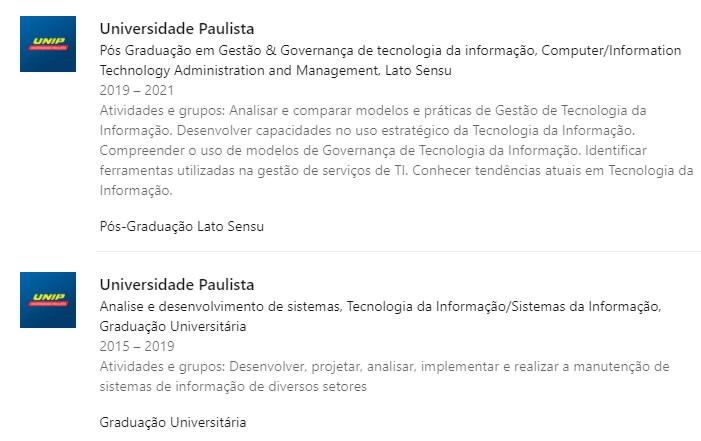 UNIP
UNIVERSIDADE PAULISTA
Universidade Paulista
Pós Graduação em Gestão & Governança de tecnologia da informação, Computer/Information
Technology Administration and Management, Lato Sensu
2019 – 2021
Atividades e grupos: Analisar e comparar modelos e práticas de Gestão de Tecnologia da
Informação. Desenvolver capacidades no uso estratégico da Tecnologia da Informação.
Compreender o uso de modelos de Governança de Tecnologia da Informação. Identificar
ferramentas utilizadas na gestão de serviços de TI. Conhecer tendências atuais em Tecnologia da
Informação.
Pós-Graduação Lato Sensu
UNIP
UNIVERSIDADE PAULISTA
Universidade Paulista
Analise e desenvolvimento de sistemas, Tecnologia da Informação/Sistemas da Informação,
Graduação Universitária
2015 – 2019
Atividades e grupos: Desenvolver, projetar, analisar, implementar e realizar a manutenção de
sistemas de informação de diversos setores
Graduação Universitária